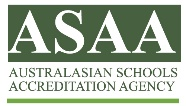 ASAA
AUSTRALASIAN SCHOOLS
ACCREDITATION AGENCY